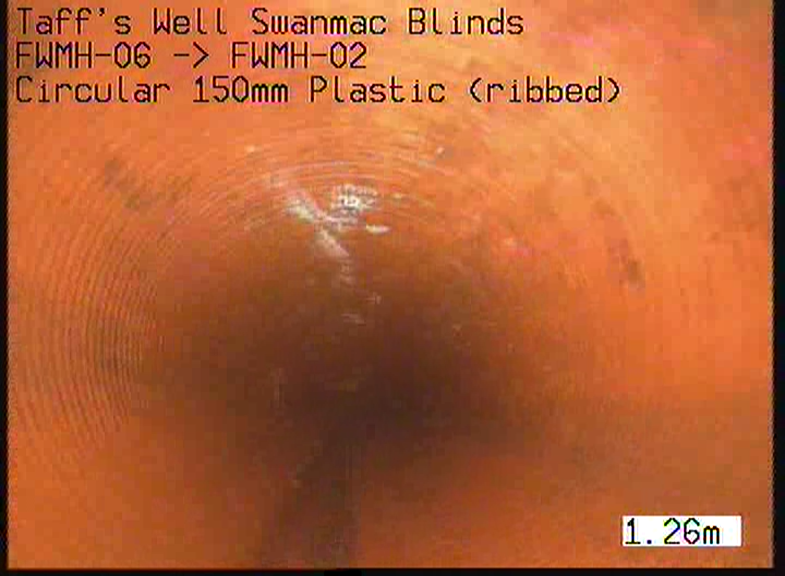 Taff's Well Swanmac Blinds
FWMH-06 -> FWMH-02
Circular 150mm Plastic (ribbed)
1.26m